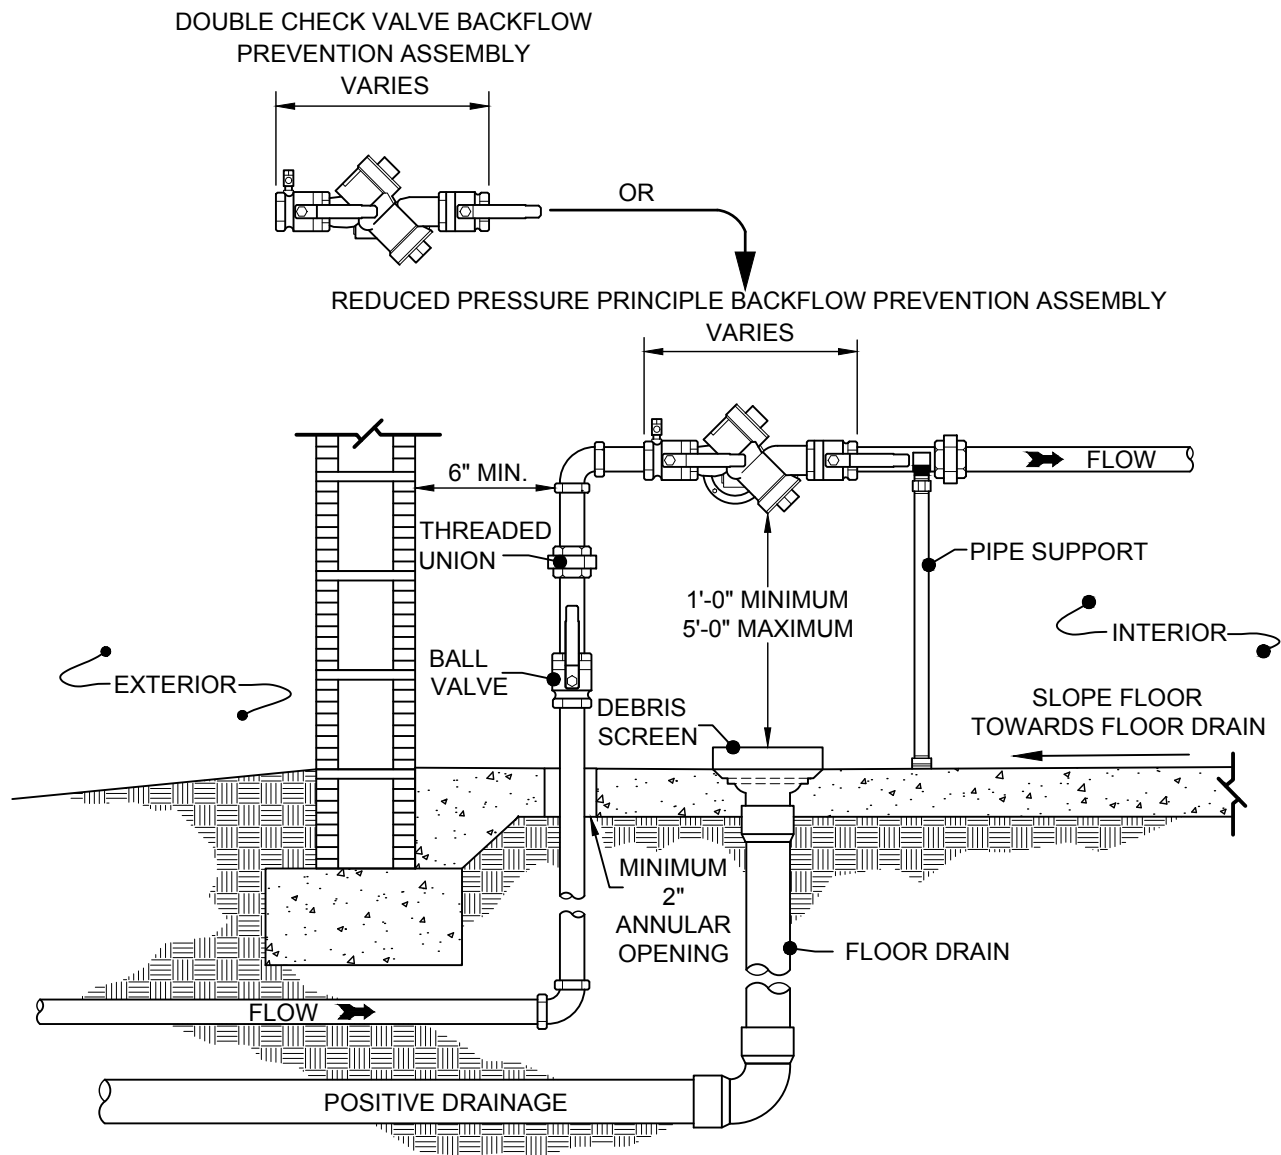 DOUBLE CHECK VALVE BACKFLOW
PREVENTION ASSEMBLY
VARIES
OR
REDUCED PRESSURE PRINCIPLE BACKFLOW PREVENTION ASSEMBLY
VARIES
FLOW
6" MIN.
THREADED
UNION
PIPE SUPPORT
1'-0" MINIMUM
5'-0" MAXIMUM
INTERIOR
BALL
VALVE
EXTERIOR
DEBRIS
SCREEN
SLOPE FLOOR
TOWARDS FLOOR DRAIN
MINIMUM
2"
ANNULAR
OPENING
FLOOR DRAIN
FLOW
POSITIVE DRAINAGE